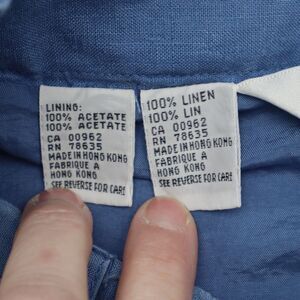 LINING:
100% ACETATE
100% ACETATE
CA 00962
RN 78635
MADE IN HONG KONG
FABRIQUE A
HONG KONG
SEE REVERSE FOR CARE
100% LINEN
100% LIN
CA 00962
RN 78635
MADE IN HONG KONG
FABRIQUE A
HONG KONG
SEE REVERSE FOR CARE